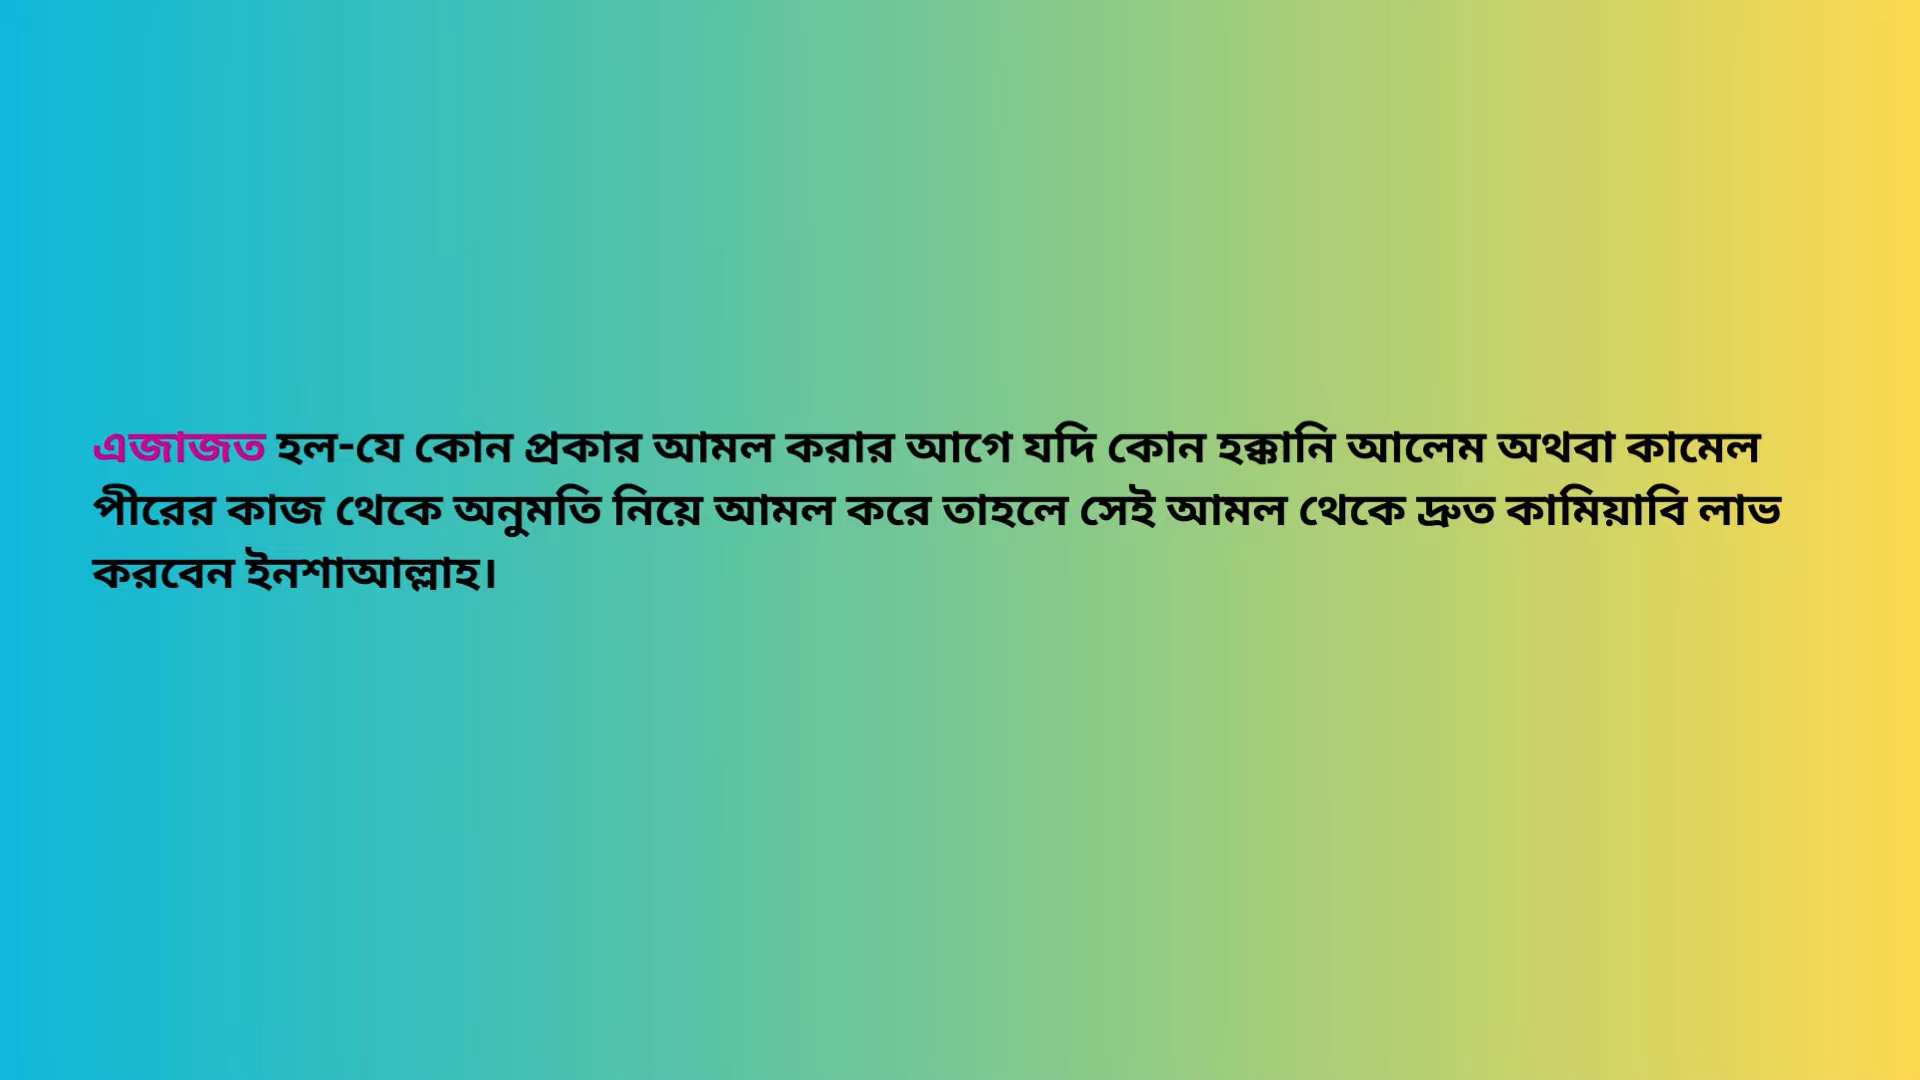 এজাজত হল-যে কোন প্রকার আমল করার আগে যদি কোন হক্কানি আলেম অথবা কামেল
পীরের কাজ থেকে অনুমতি নিয়ে আমল করে তাহলে সেই আমল থেকে দ্রুত কামিয়াবি লাভ
করবেন ইনশাআল্লাহ।